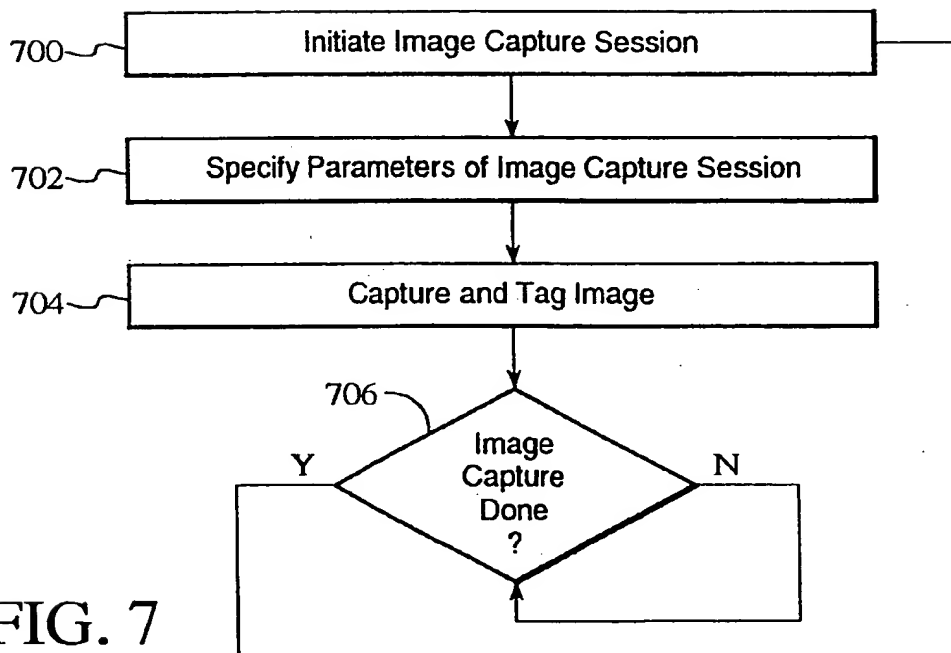 700
Initiate Image Capture Session
702
Specify Parameters of Image Capture Session
704
Capture and Tag Image
706
Y
Image
Capture
Done
?
N
FIG. 7